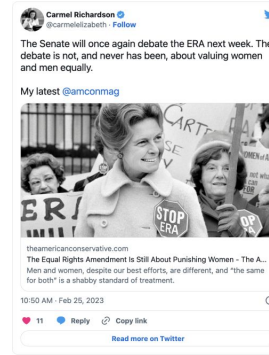 Carmel Richardson
@carmelelizabeth · Follow
The Senate will once again debate the ERA next week. The
debate is not, and never has been, about valuing women
and men equally.
My latest @amconmag
CARTE
ERA
STOP
ERA
theamericanconservative.com
The Equal Rights Amendment Is Still About Punishing Women - The A...
Men and women, despite our best efforts, are different, and "the same
for both" is a shabby standard of treatment.
10:50 AM · Feb 25, 2023
11 Reply Copy link
Read more on Twitter